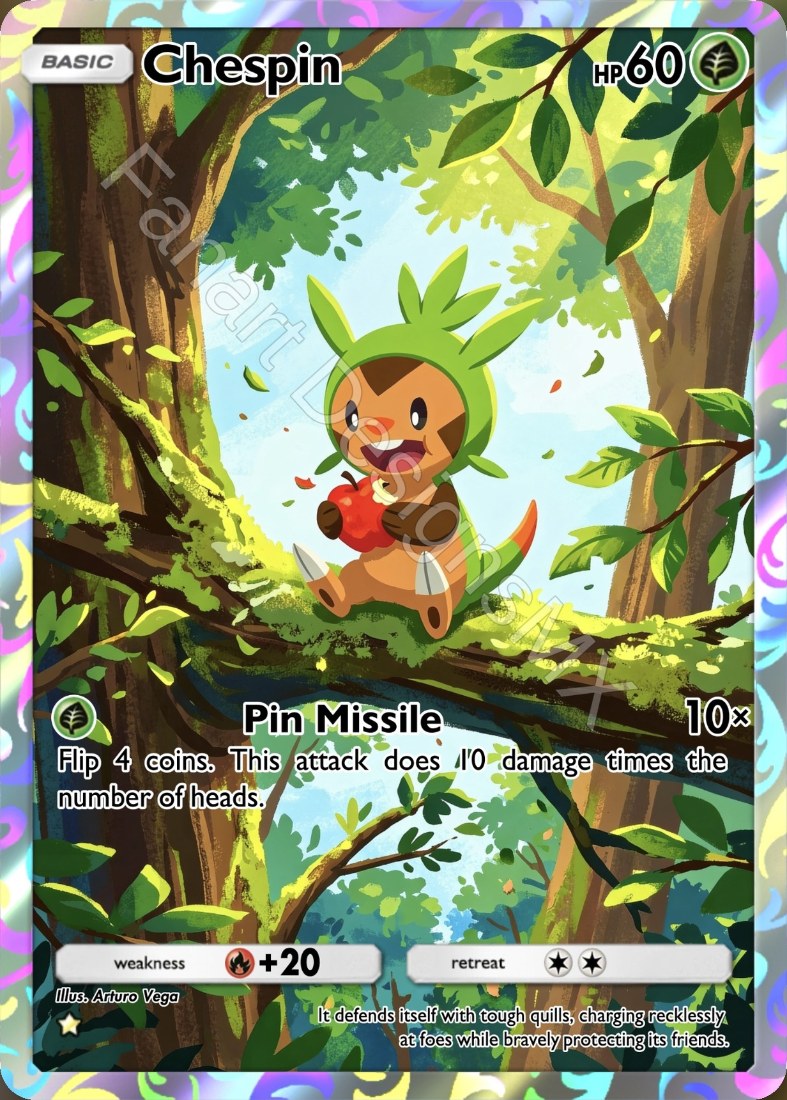 BASIC Chespin HP60
Fanart DesignsMX
Pin Missile 10×
Flip 4 coins. This attack does 10 damage times the
number of heads.
weakness +20 retreat
Illus. Arturo Vega
It defends itself with tough quills, charging recklessly
at foes while bravely protecting its friends.